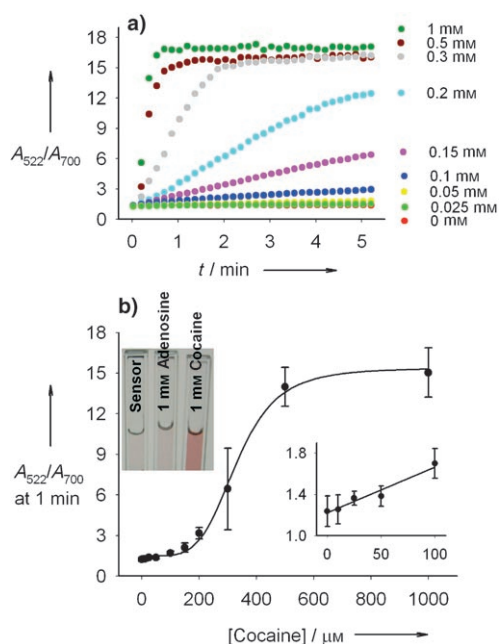 a)
18
15
12
9
6
3
0
A522/A700
0
1
2
3
4
5
t / min
1 mM
0.5 mM
0.3 mM
0.2 mM
0.15 mM
0.1 mM
0.05 mM
0.025 mM
0 mM
b)
18
15
12
9
6
3
0
A522/A700
at 1 min
Sensor
1 mM Adenosine
1 mM Cocaine
1.8
1.6
1.4
1.2
1.0
0
50
100
0
200
400
600
800
1000
[Cocaine] / μM